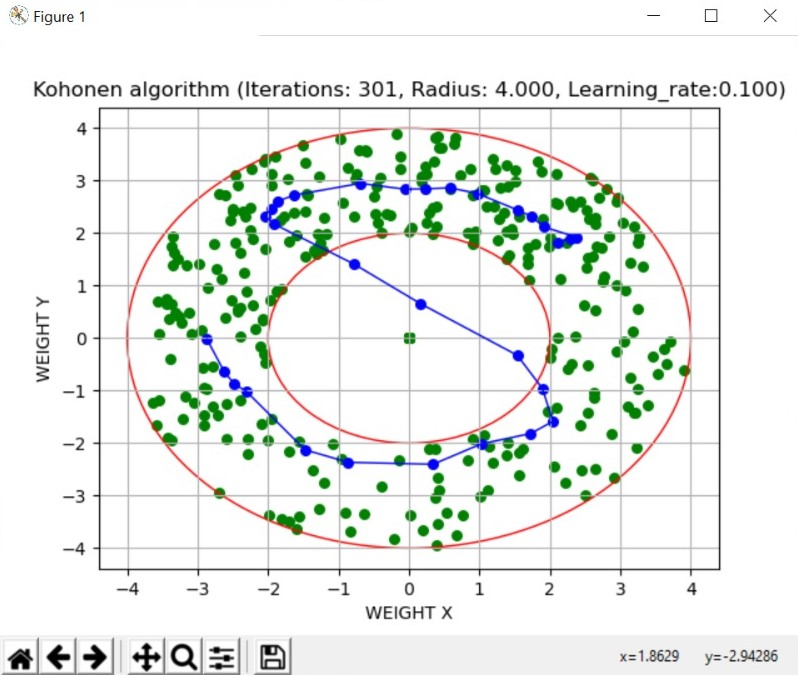 Figure 1
Kohonen algorithm (Iterations: 301, Radius: 4.000, Learning_rate:0.100)
4
3
2
1
0
−1
−2
−3
−4
WEIGHT Y
−4 −3 −2 −1 0 1 2 3 4
WEIGHT X
x=1.8629 y=-2.94286